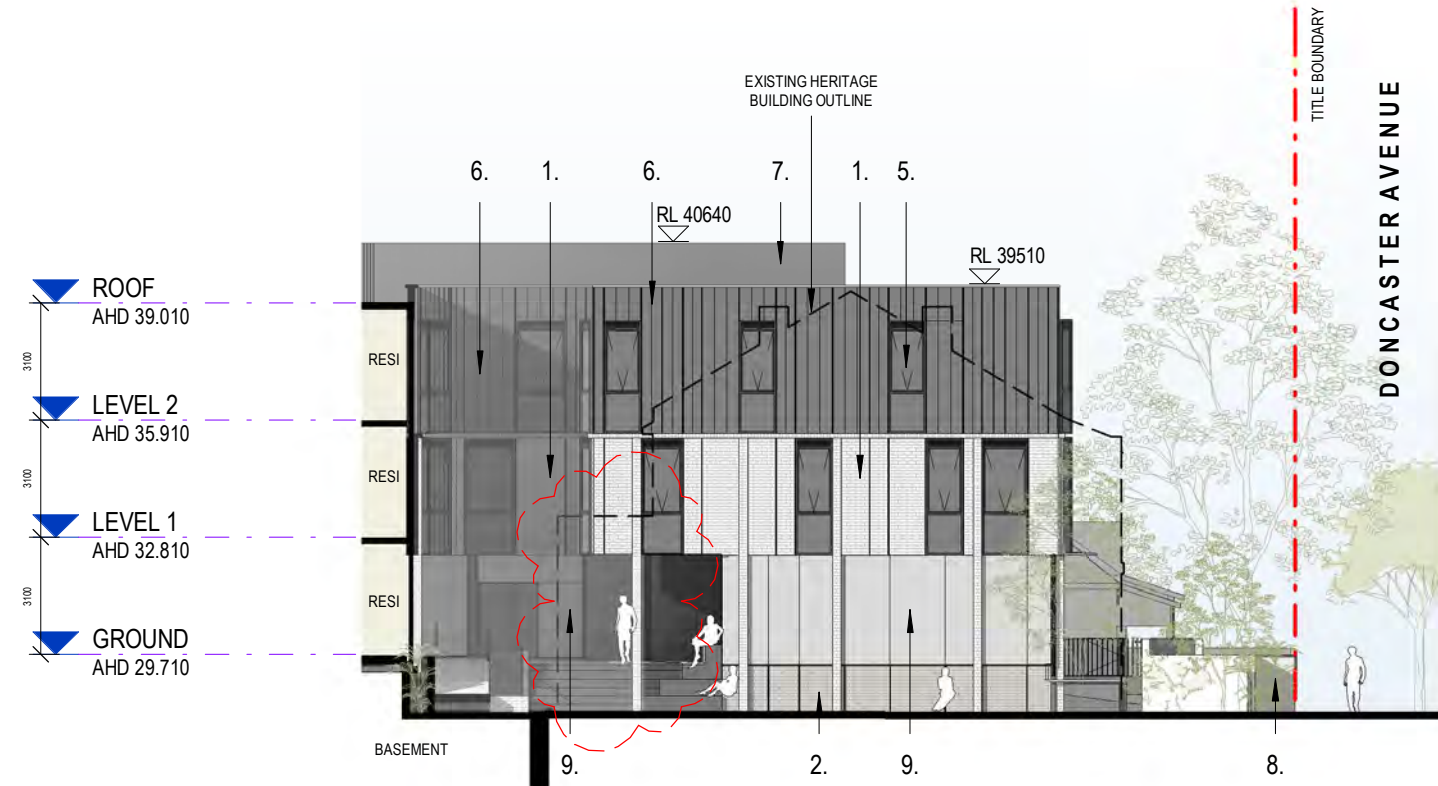 TITLE BOUNDARY
DONCASTER AVENUE
EXISTING HERITAGE
BUILDING OUTLINE
6.
1.
6.
7.
1.
5.
RL 40640
RL 39510
ROOF
AHD 39.010
3100
RESI
LEVEL 2
AHD 35.910
3100
RESI
LEVEL 1
AHD 32.810
3100
RESI
GROUND
AHD 29.710
BASEMENT
9.
2.
9.
8.